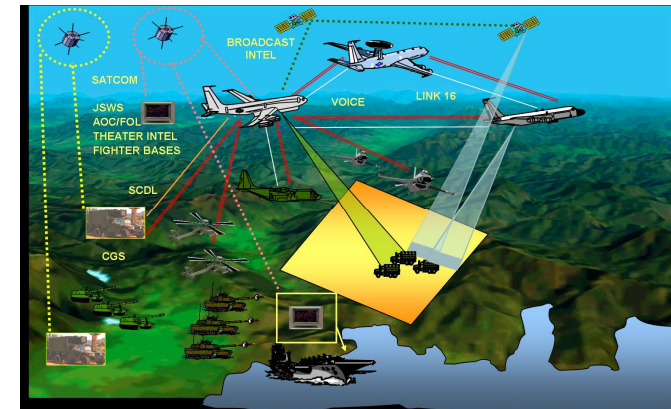 BROADCAST
INTEL
SATCOM
JSWS
AOC/FOL
THEATER INTEL
FIGHTER BASES
VOICE
LINK 16
SCDL
CGS